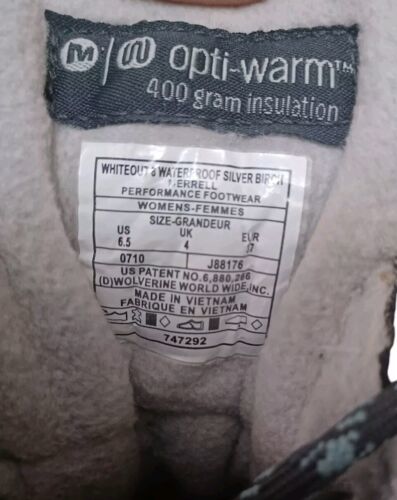 M / opti-warm™
400 gram insulation
WHITEOUT 8 WATERPROOF SILVER BIRCH
MERRELL
PERFORMANCE FOOTWEAR
WOMENS-FEMMES
SIZE-GRANDEUR
US UK EUR
6.5 4 37
0710 J88176
US PATENT NO.6,880,266
(D)WOLVERINE WORLD WIDE,INC.
MADE IN VIETNAM
FABRIQUE EN VIETNAM
747292